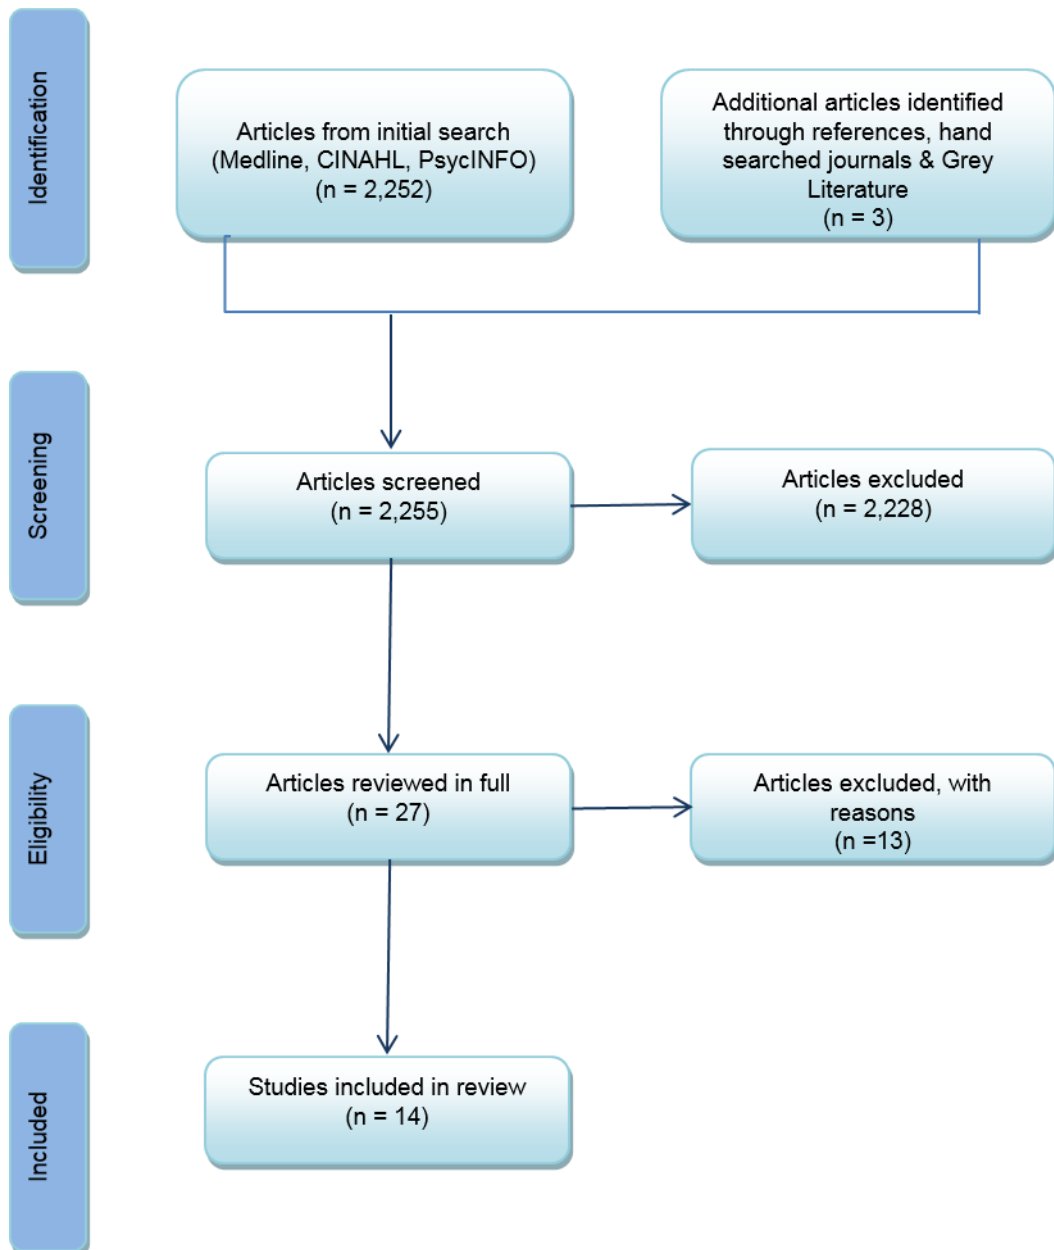 Identification
Articles from initial search
(Medline, CINAHL, PsycINFO)
(n = 2,252)
Additional articles identified
through references, hand
searched journals & Grey
Literature
(n = 3)
Screening
Articles screened
(n = 2,255)
Articles excluded
(n = 2,228)
Eligibility
Articles reviewed in full
(n = 27)
Articles excluded, with
reasons
(n =13)
Included
Studies included in review
(n = 14)